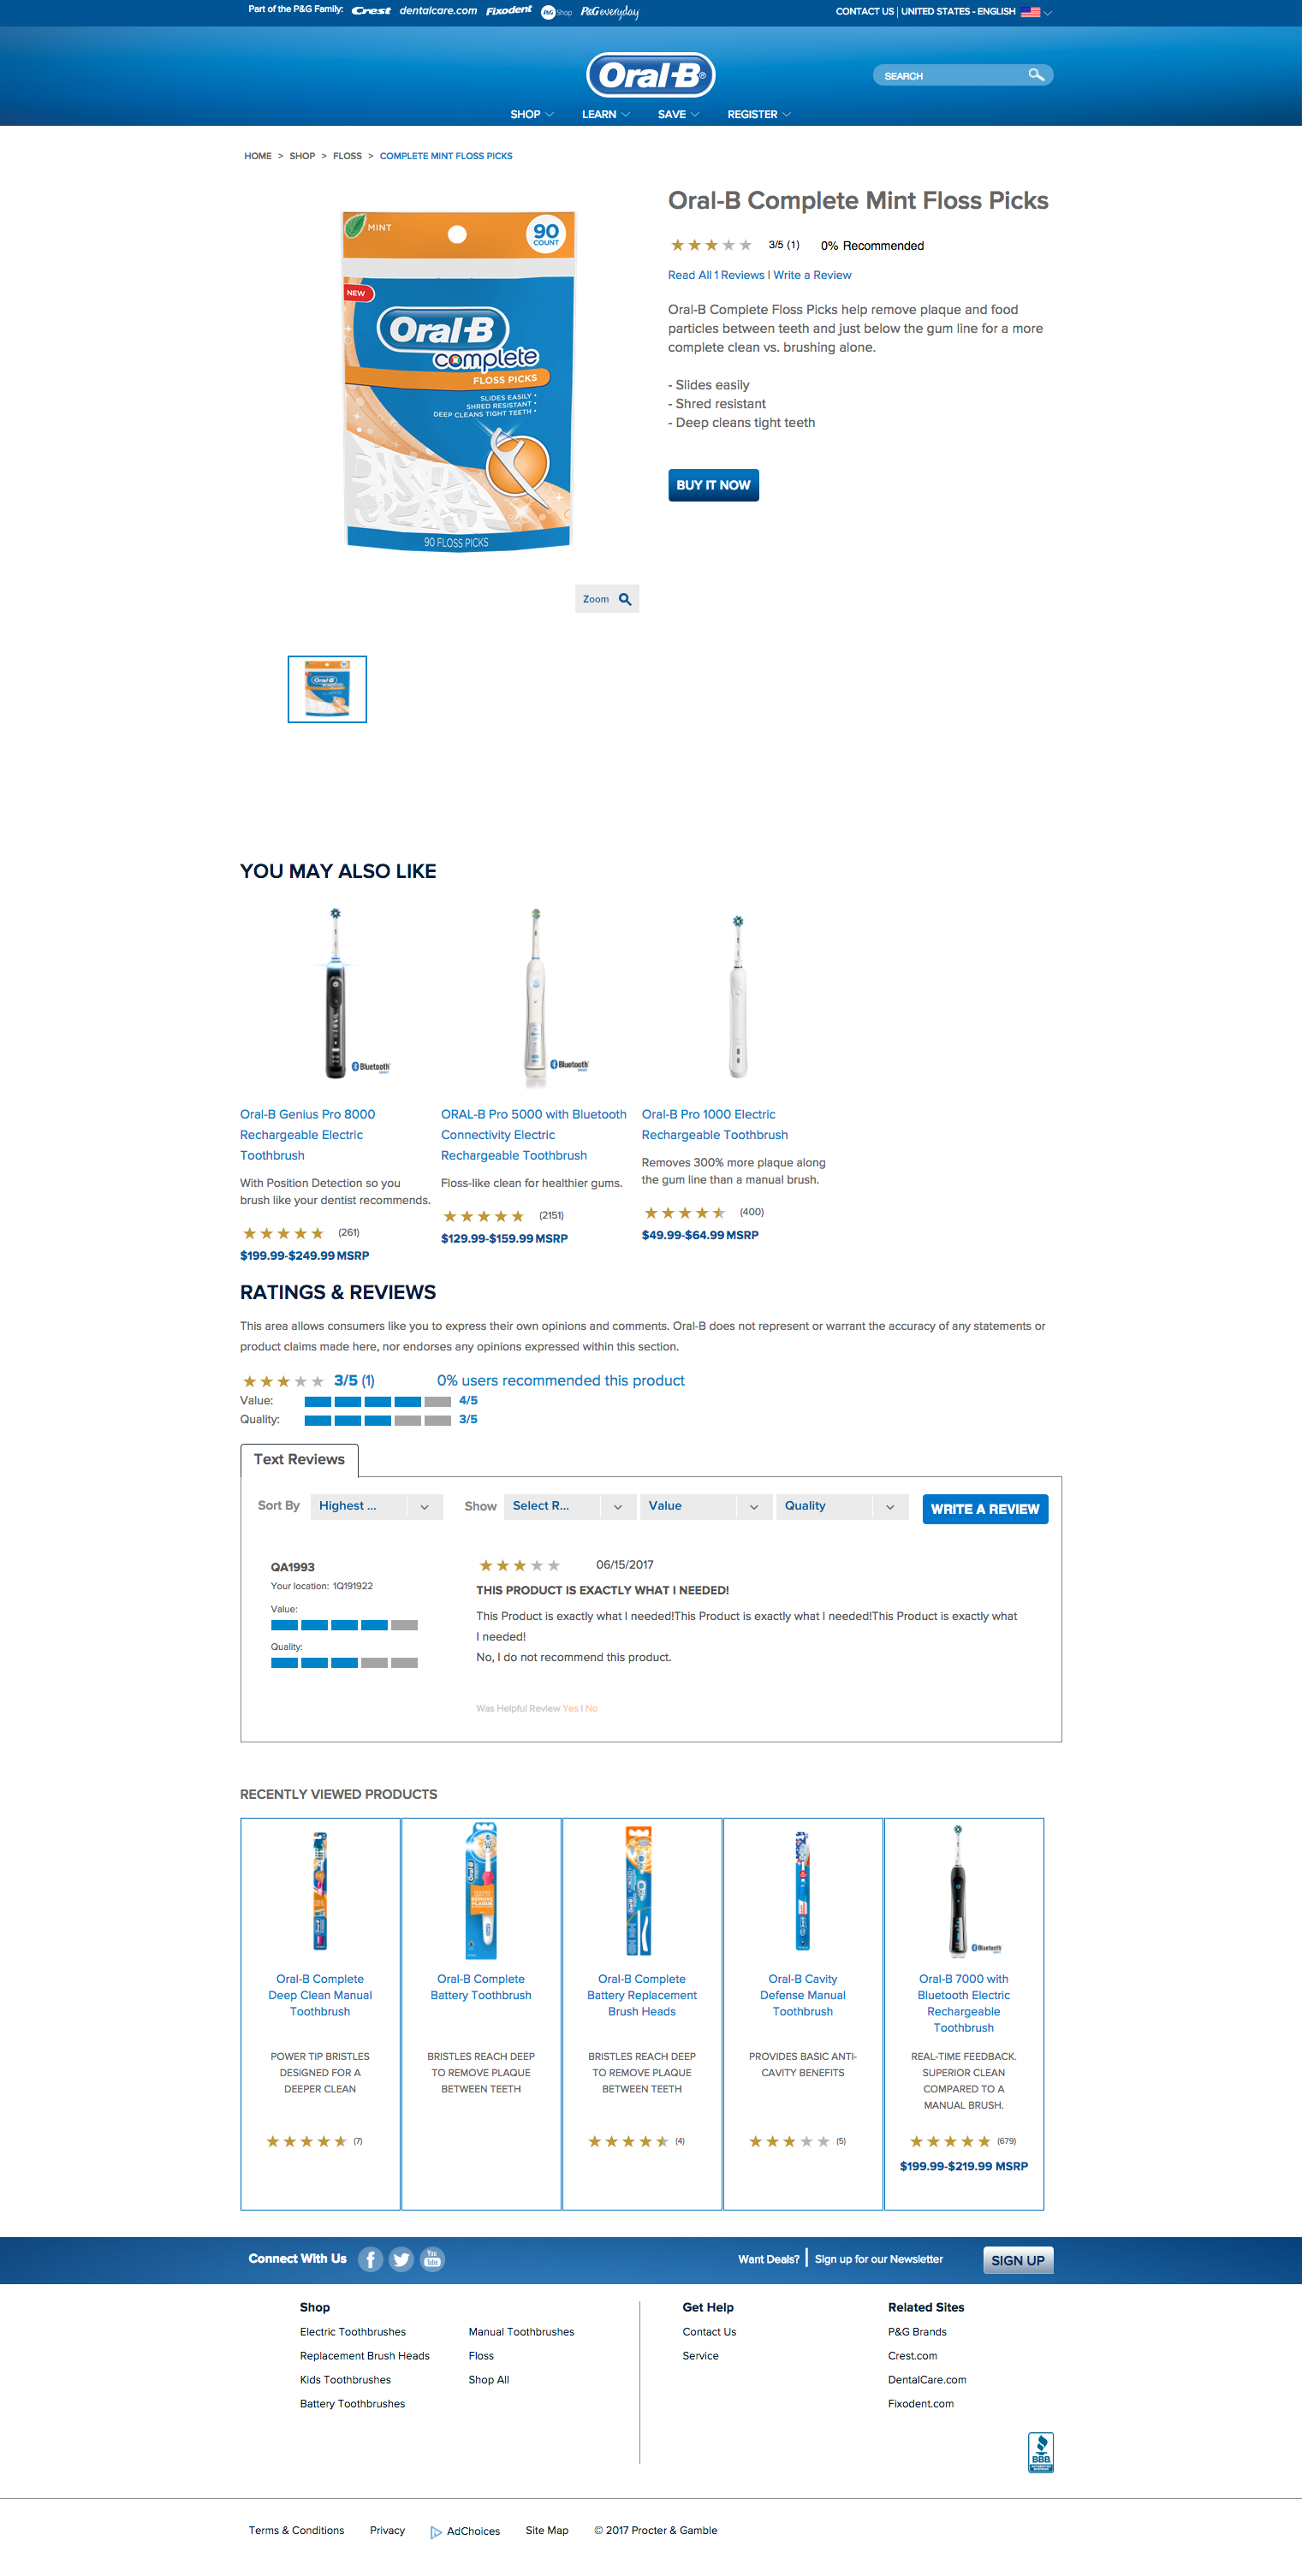 Part of the P&G Family: Crest dentalcare.com Fixodent P&G Shop P&G everyday
CONTACT US | UNITED STATES - ENGLISH
Oral-B®
SEARCH
SHOP LEARN SAVE REGISTER
HOME > SHOP > FLOSS > COMPLETE MINT FLOSS PICKS
MINT
90
COUNT
NEW
Oral-B
complete
FLOSS PICKS
SLIDES EASILY •
SHRED RESISTANT •
DEEP CLEANS TIGHT TEETH •
90 FLOSS PICKS
Zoom
Oral-B Complete Mint Floss Picks
3/5 (1) 0% Recommended
Read All 1 Reviews | Write a Review
Oral-B Complete Floss Picks help remove plaque and food
particles between teeth and just below the gum line for a more
complete clean vs. brushing alone.
- Slides easily
- Shred resistant
- Deep cleans tight teeth
BUY IT NOW
YOU MAY ALSO LIKE
Bluetooth
Oral-B Genius Pro 8000
Rechargeable Electric
Toothbrush
With Position Detection so you
brush like your dentist recommends.
(261)
$199.99-$249.99 MSRP
Bluetooth
ORAL-B Pro 5000 with Bluetooth
Connectivity Electric
Rechargeable Toothbrush
Floss-like clean for healthier gums.
(2151)
$129.99-$159.99 MSRP
Oral-B Pro 1000 Electric
Rechargeable Toothbrush
Removes 300% more plaque along
the gum line than a manual brush.
(400)
$49.99-$64.99 MSRP
RATINGS & REVIEWS
This area allows consumers like you to express their own opinions and comments. Oral-B does not represent or warrant the accuracy of any statements or
product claims made here, nor endorses any opinions expressed within this section.
3/5 (1) 0% users recommended this product
Value: 4/5
Quality: 3/5
Text Reviews
Sort By Highest ... Show Select R... Value Quality WRITE A REVIEW
QA1993
Your location: 1Q191922
Value:
Quality:
06/15/2017
THIS PRODUCT IS EXACTLY WHAT I NEEDED!
This Product is exactly what I needed!This Product is exactly what I needed!This Product is exactly what
I needed!
No, I do not recommend this product.
Was Helpful Review Yes | No
RECENTLY VIEWED PRODUCTS
Oral-B Complete
Deep Clean Manual
Toothbrush
POWER TIP BRISTLES
DESIGNED FOR A
DEEPER CLEAN
(7)
Oral-B Complete
Battery Toothbrush
BRISTLES REACH DEEP
TO REMOVE PLAQUE
BETWEEN TEETH
Oral-B Complete
Battery Replacement
Brush Heads
BRISTLES REACH DEEP
TO REMOVE PLAQUE
BETWEEN TEETH
(4)
Oral-B Cavity
Defense Manual
Toothbrush
PROVIDES BASIC ANTI-
CAVITY BENEFITS
(5)
Bluetooth
Oral-B 7000 with
Bluetooth Electric
Rechargeable
Toothbrush
REAL-TIME FEEDBACK.
SUPERIOR CLEAN
COMPARED TO A
MANUAL BRUSH.
(679)
$199.99-$219.99 MSRP
Connect With Us
You Tube
Want Deals? | Sign up for our Newsletter
SIGN UP
Shop
Electric Toothbrushes
Replacement Brush Heads
Kids Toothbrushes
Battery Toothbrushes
Manual Toothbrushes
Floss
Shop All
Get Help
Contact Us
Service
Related Sites
P&G Brands
Crest.com
DentalCare.com
Fixodent.com
BBB
Terms & Conditions Privacy AdChoices Site Map © 2017 Procter & Gamble